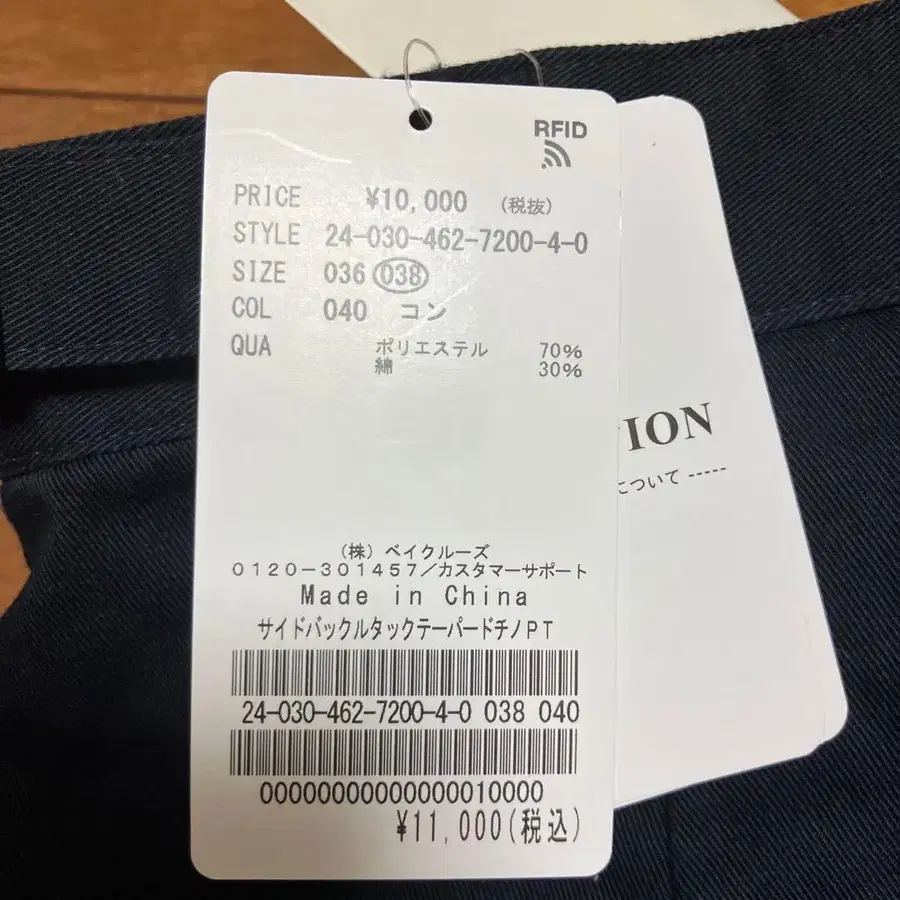 RFID
PRICE ¥10,000 (税抜)
STYLE 24-030-462-7200-4-0
SIZE 036 038
COL 040 コン
QUA ポリエステル 70%
綿 30%
(株) ベイクルーズ
0120-301457/カスタマーサポート
Made in China
サイドバックルタックテーパードチノPT
24-030-462-7200-4-0 038 040
00000000000000010000
¥11,000(税込)
ION
について -----